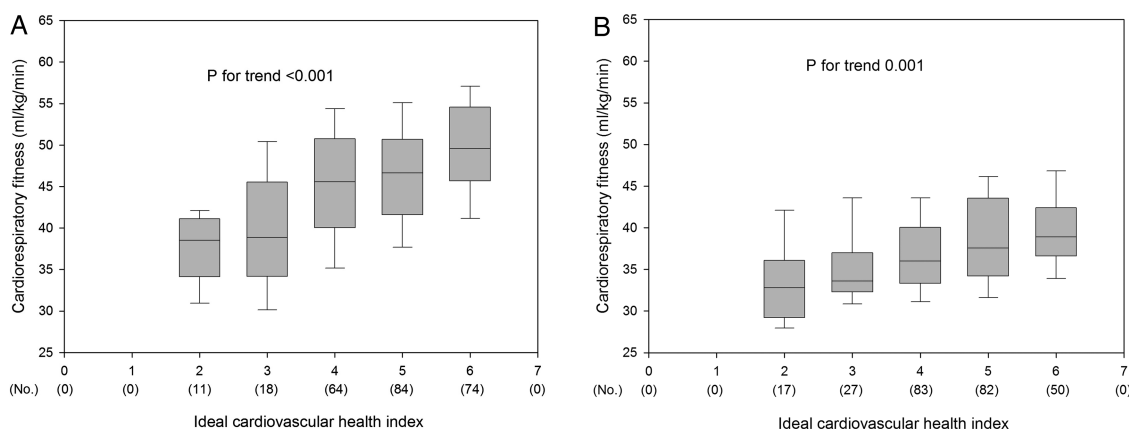 A
Cardiorespiratory fitness (ml/kg/min)
65
60
55
50
45
40
35
30
25
P for trend <0.001
0 1 2 3 4 5 6 7
(No.) (0) (0) (11) (18) (64) (84) (74) (0)
Ideal cardiovascular health index
B
Cardiorespiratory fitness (ml/kg/min)
65
60
55
50
45
40
35
30
25
P for trend 0.001
0 1 2 3 4 5 6 7
(No.) (0) (0) (17) (27) (83) (82) (50) (0)
Ideal cardiovascular health index